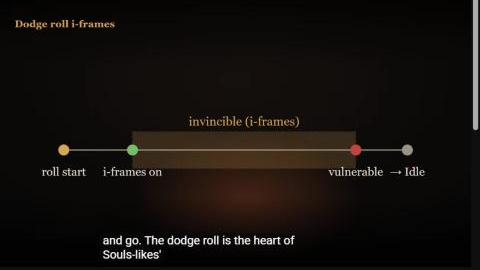 Dodge roll i-frames
invincible (i-frames)
roll start i-frames on vulnerable → Idle
and go. The dodge roll is the heart of
Souls-likes'